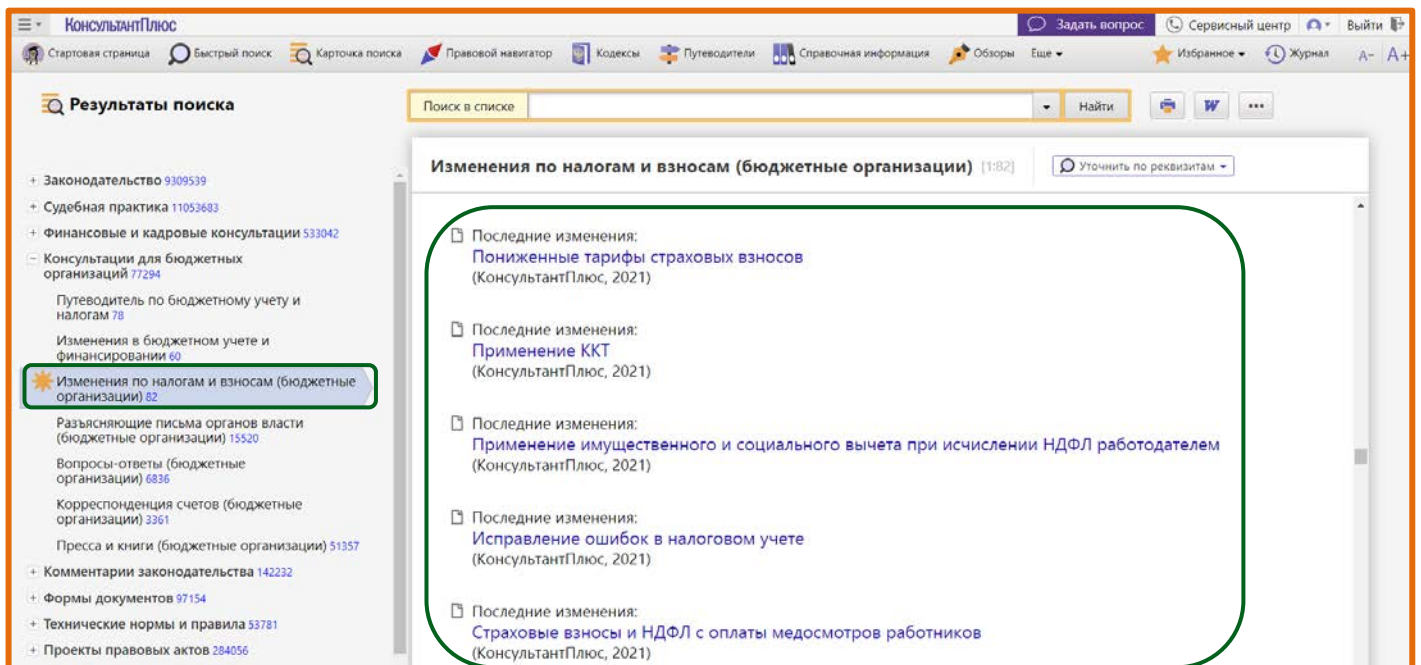 КонсультантПлюс
Задать вопрос Сервисный центр Выйти
Стартовая страница Быстрый поиск Карточка поиска Правовой навигатор Кодексы Путеводители Справочная информация Обзоры Еще Избранное Журнал A- A+
Результаты поиска
Поиск в списке Найти W ...
Изменения по налогам и взносам (бюджетные организации) [1:82] Уточнить по реквизитам
+ Законодательство 9309539
+ Судебная практика 11053683
+ Финансовые и кадровые консультации 533042
− Консультации для бюджетных
организаций 77294
Путеводитель по бюджетному учету и
налогам 78
Изменения в бюджетном учете и
финансировании 60
Изменения по налогам и взносам (бюджетные
организации) 82
Разъясняющие письма органов власти
(бюджетные организации) 15520
Вопросы-ответы (бюджетные
организации) 6836
Корреспонденция счетов (бюджетные
организации) 3361
Пресса и книги (бюджетные организации) 51357
+ Комментарии законодательства 142232
+ Формы документов 97154
+ Технические нормы и правила 53781
+ Проекты правовых актов 284056
Последние изменения:
Пониженные тарифы страховых взносов
(КонсультантПлюс, 2021)
Последние изменения:
Применение ККТ
(КонсультантПлюс, 2021)
Последние изменения:
Применение имущественного и социального вычета при исчислении НДФЛ работодателем
(КонсультантПлюс, 2021)
Последние изменения:
Исправление ошибок в налоговом учете
(КонсультантПлюс, 2021)
Последние изменения:
Страховые взносы и НДФЛ с оплаты медосмотров работников
(КонсультантПлюс, 2021)